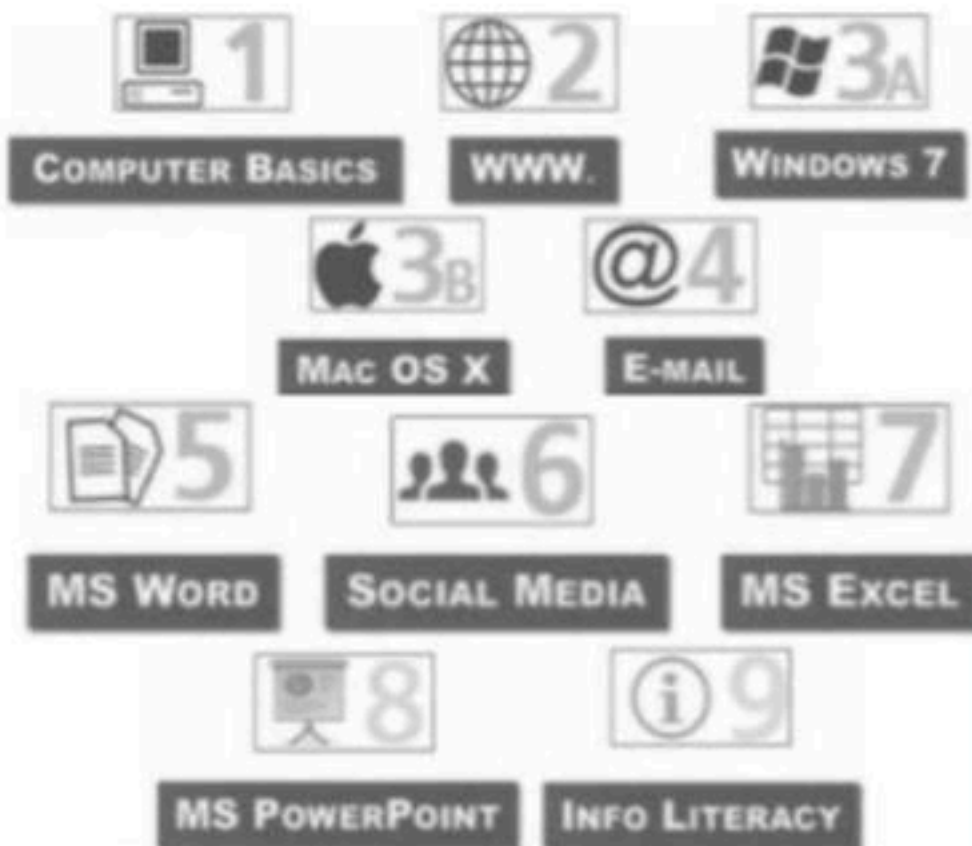 1 2 3A
COMPUTER BASICS WWW. WINDOWS 7
3B @4
MAC OS X E-MAIL
5 6 7
MS WORD SOCIAL MEDIA MS EXCEL
8 i 9
MS POWERPOINT INFO LITERACY